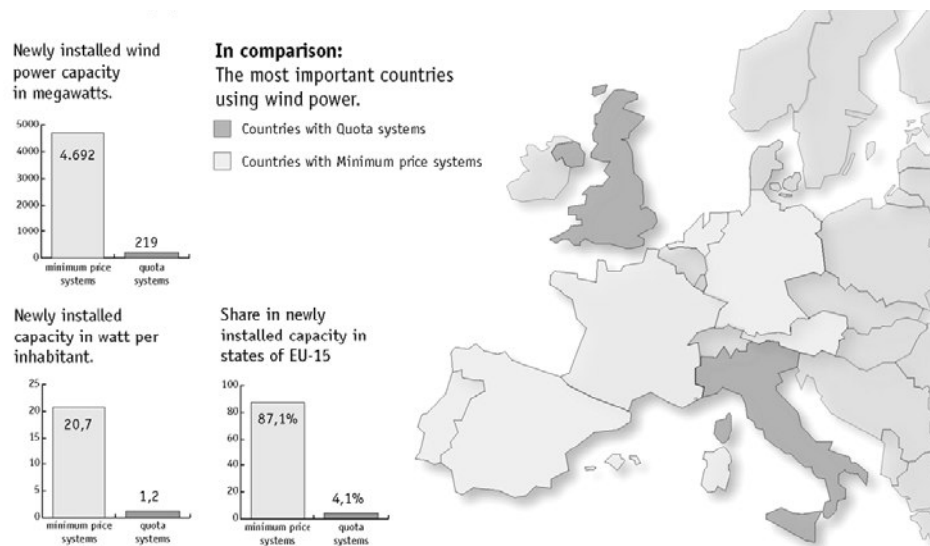 Newly installed wind
power capacity
in megawatts.
5000
4000
3000
2000
1000
0
4.692
219
minimum price
systems
quota
systems
In comparison:
The most important countries
using wind power.
Countries with Quota systems
Countries with Minimum price systems
Newly installed
capacity in watt per
inhabitant.
25
20
15
10
5
0
20,7
1,2
minimum price
systems
quota
systems
Share in newly
installed capacity in
states of EU-15
100
80
60
40
20
0
87,1%
4,1%
minimum price
systems
quota
systems